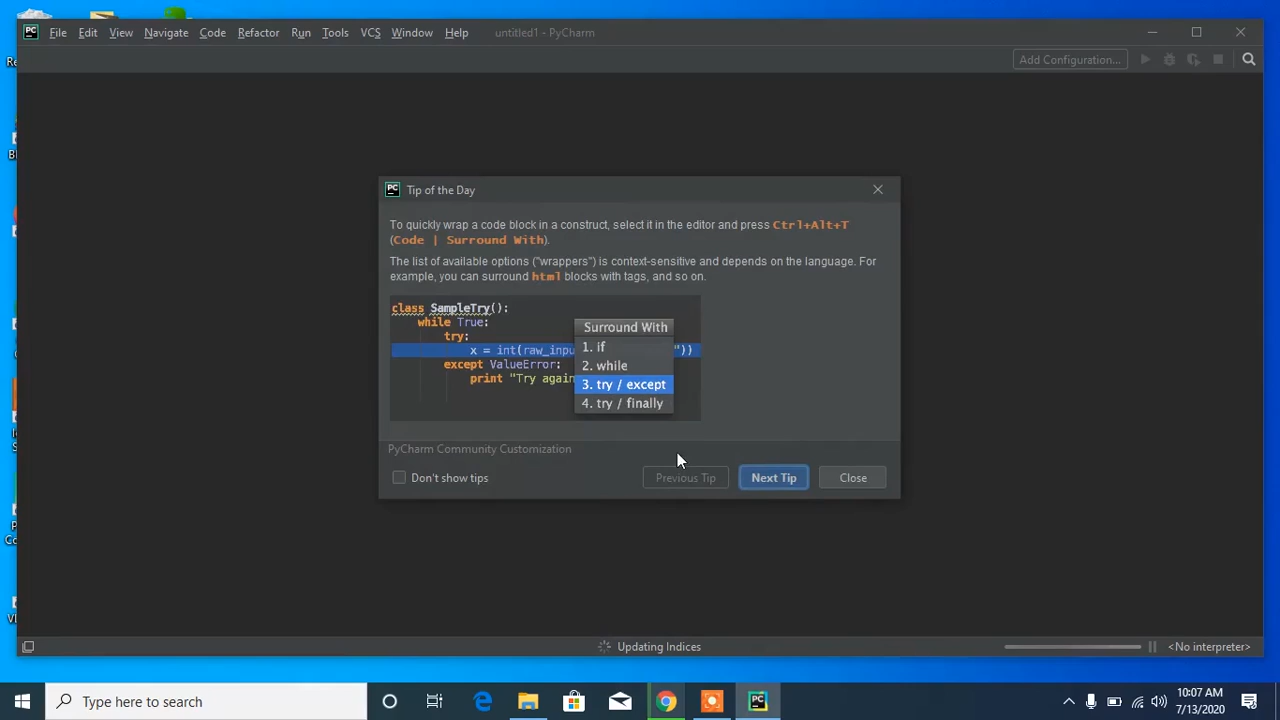 PC File Edit View Navigate Code Refactor Run Tools VCS Window Help untitled1 - PyCharm
Add Configuration...
PC Tip of the Day
To quickly wrap a code block in a construct, select it in the editor and press Ctrl+Alt+T
(Code | Surround With).
The list of available options ("wrappers") is context-sensitive and depends on the language. For
example, you can surround html blocks with tags, and so on.
class SampleTry():
while True:
try:
x = int(raw_inpu "))
except ValueError:
print "Try again
Surround With
1. if
2. while
3. try / except
4. try / finally
PyCharm Community Customization
Don't show tips
Previous Tip
Next Tip
Close
Updating Indices
<No interpreter>
Type here to search
PC
10:07 AM
7/13/2020